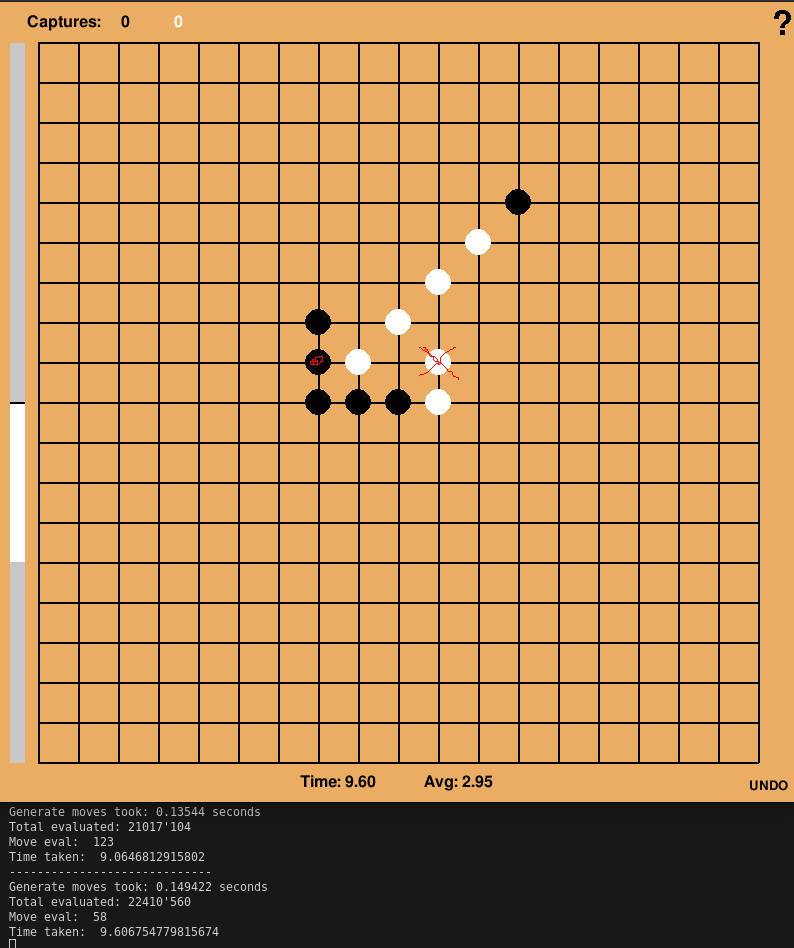 Captures: 0 0 ?
Time: 9.60 Avg: 2.95
UNDO
Generate moves took: 0.13544 seconds
Total evaluated: 21017'104
Move eval:  123
Time taken:  9.0646812915802
----------------------------
Generate moves took: 0.149422 seconds
Total evaluated: 22410'560
Move eval:  58
Time taken:  9.606754779815674